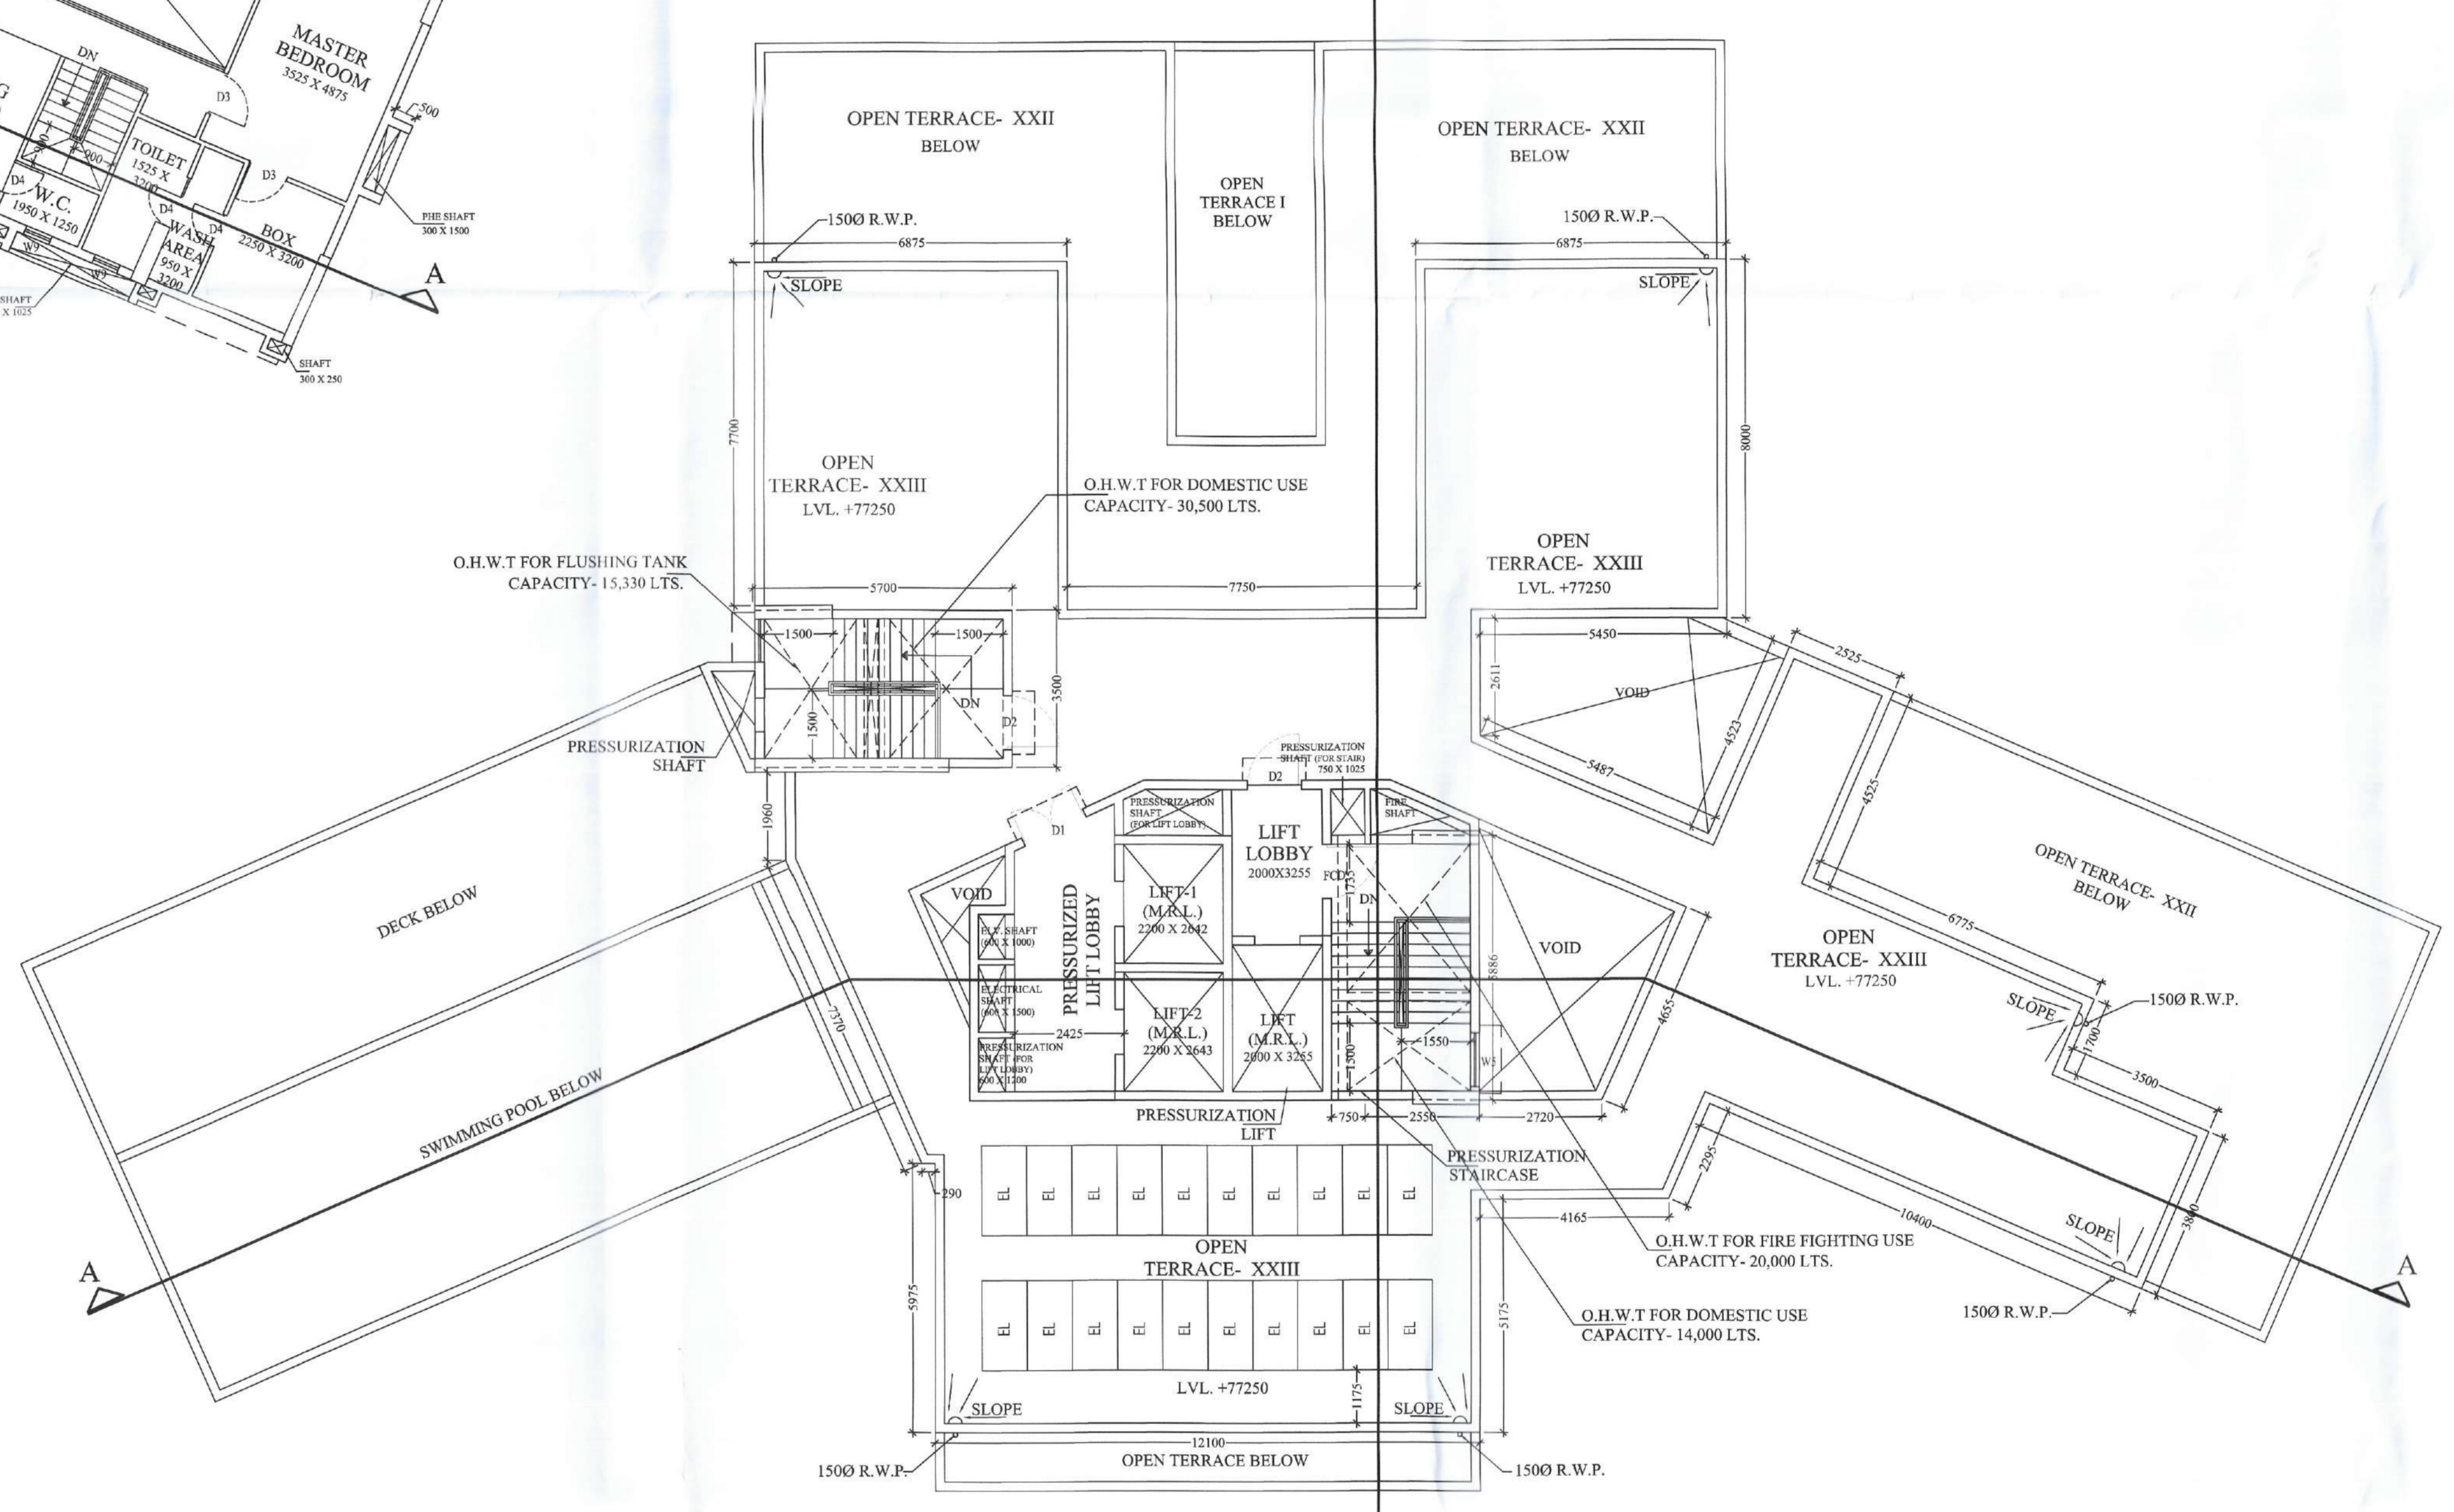 MASTER
BEDROOM
3525 X 4875
DN
D3
500
TOILET
1525 X
3200
900
900
D4
W.C.
1950 X 1250
D3
D4
D4
WASH
AREA
950 X
3200
BOX
2250 X 3200
W9
W9
PHE SHAFT
300 X 1500
A
SHAFT
X 1025
SHAFT
300 X 250
OPEN TERRACE- XXII
BELOW
OPEN TERRACE- XXII
BELOW
OPEN
TERRACE I
BELOW
150Ø R.W.P.
150Ø R.W.P.
6875
6875
SLOPE
SLOPE
7700
8000
OPEN
TERRACE- XXIII
LVL. +77250
O.H.W.T FOR DOMESTIC USE
CAPACITY- 30,500 LTS.
OPEN
TERRACE- XXIII
LVL. +77250
O.H.W.T FOR FLUSHING TANK
CAPACITY- 15,330 LTS.
5700
7750
1500
1500
5450
2525
2611
VOID
3500
DN
D2
1500
4523
PRESSURIZATION
SHAFT
5487
4525
PRESSURIZATION
SHAFT (FOR STAIR)
750 X 1025
D2
1960
PRESSURIZATION
SHAFT
(FOR LIFT LOBBY)
FIRE
SHAFT
D1
LIFT
LOBBY
2000X3255
FCD
1735
DN
VOID
PRESSURIZED
LIFT LOBBY
LIFT-1
(M.R.L.)
2200 X 2642
DECK BELOW
OPEN TERRACE- XXII
BELOW
ELV. SHAFT
(600 X 1000)
VOID
5886
6775
OPEN
TERRACE- XXIII
LVL. +77250
ELECTRICAL
SHAFT
(600 X 1500)
LIFT-2
(M.R.L.)
2200 X 2643
LIFT
(M.R.L.)
2000 X 3255
7370
2425
4655
SLOPE
150Ø R.W.P.
1700
PRESSURIZATION
SHAFT (FOR
LIFT LOBBY)
600 X 1200
1500
1550
W5
3500
SWIMMING POOL BELOW
PRESSURIZATION
LIFT
750
2550
2720
PRESSURIZATION
STAIRCASE
2295
290
EL EL EL EL EL EL EL EL EL EL
4165
10400
SLOPE
3800
OPEN
TERRACE- XXIII
O.H.W.T FOR FIRE FIGHTING USE
CAPACITY- 20,000 LTS.
A
A
5975
5175
EL EL EL EL EL EL EL EL EL EL
O.H.W.T FOR DOMESTIC USE
CAPACITY- 14,000 LTS.
150Ø R.W.P.
LVL. +77250
1175
SLOPE
SLOPE
12100
OPEN TERRACE BELOW
150Ø R.W.P.
150Ø R.W.P.